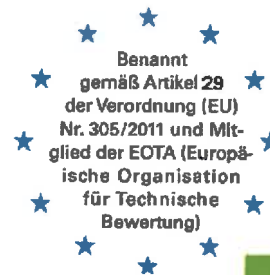 Benannt
gemäß Artikel 29
der Verordnung (EU)
Nr. 305/2011 und Mit-
glied der EOTA (Europä-
ische Organisation
für Technische
Bewertung)